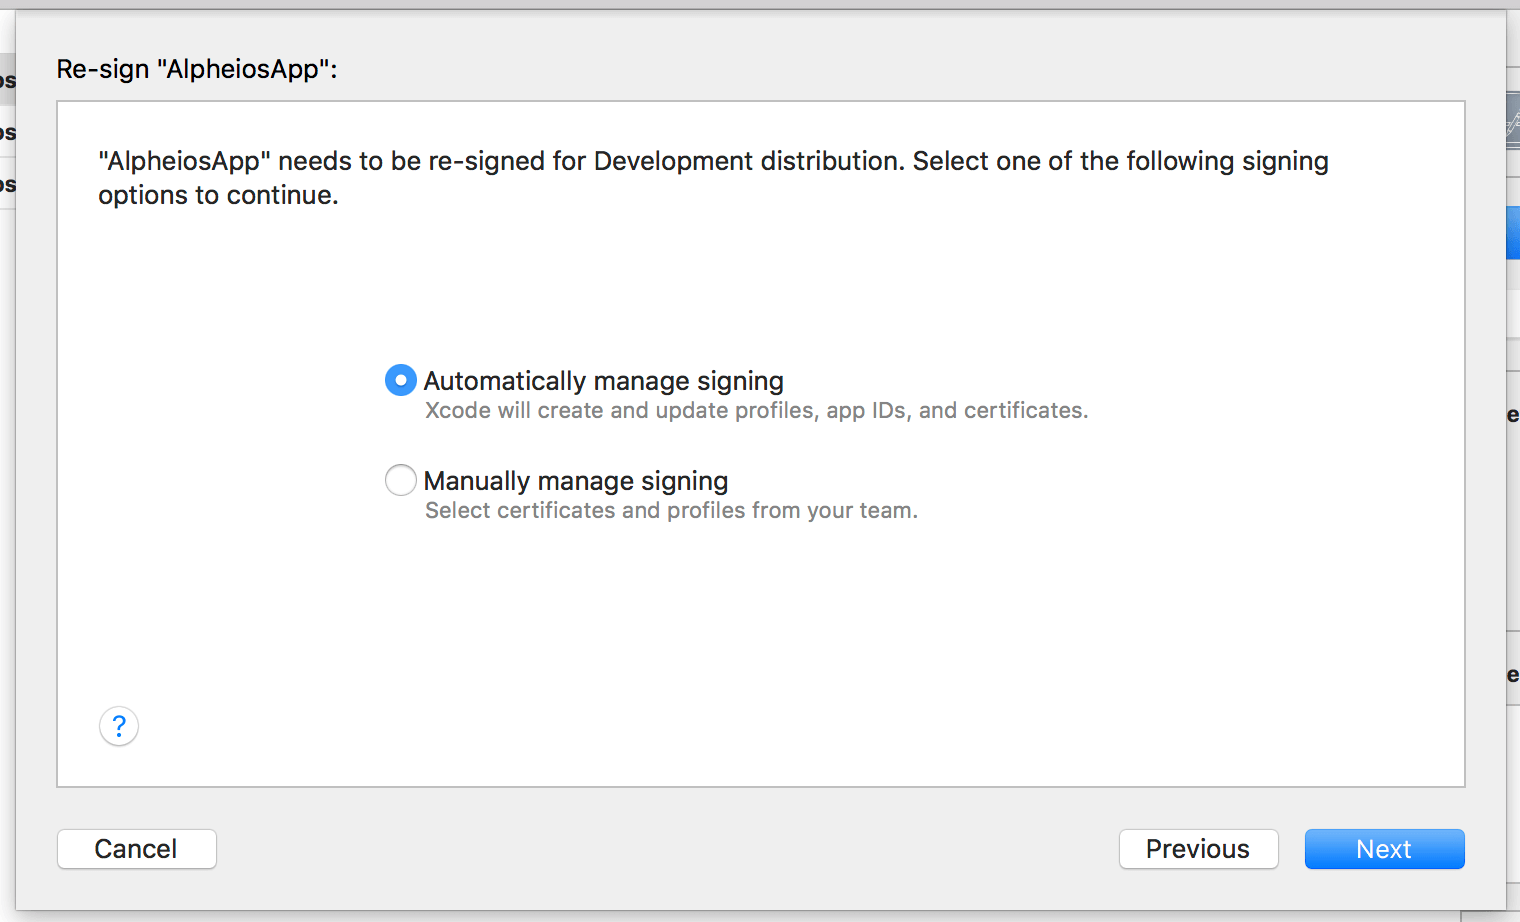 Re-sign "AlpheiosApp":
"AlpheiosApp" needs to be re-signed for Development distribution. Select one of the following signing
options to continue.
Automatically manage signing
Xcode will create and update profiles, app IDs, and certificates.
Manually manage signing
Select certificates and profiles from your team.
?
Cancel
Previous
Next